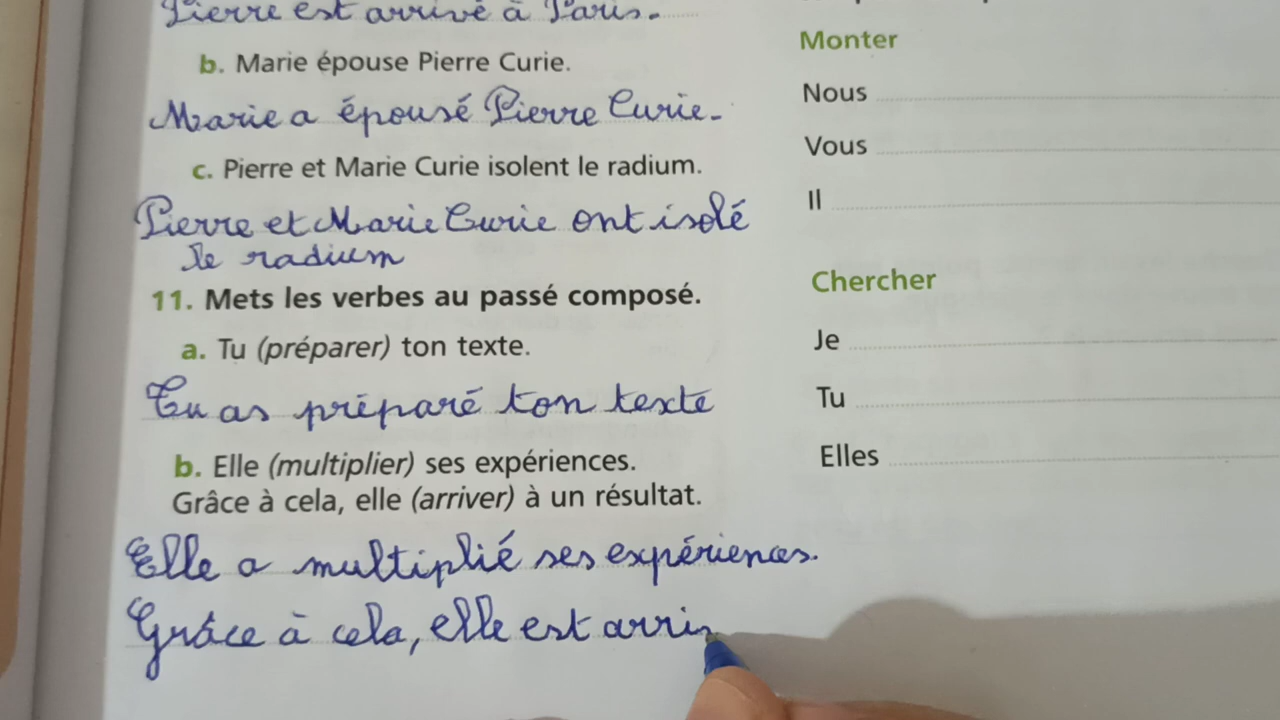 Pierre est arrivé à Paris.
b. Marie épouse Pierre Curie.
Marie a épousé Pierre Curie.
c. Pierre et Marie Curie isolent le radium.
Pierre et Marie Curie ont isolé
le radium
11. Mets les verbes au passé composé.
a. Tu (préparer) ton texte.
Tu as préparé ton texte
b. Elle (multiplier) ses expériences.
Grâce à cela, elle (arriver) à un résultat.
Elle a multiplié ses expériences.
Grâce à cela, elle est arri
Monter
Nous
Vous
Il
Chercher
Je
Tu
Elles